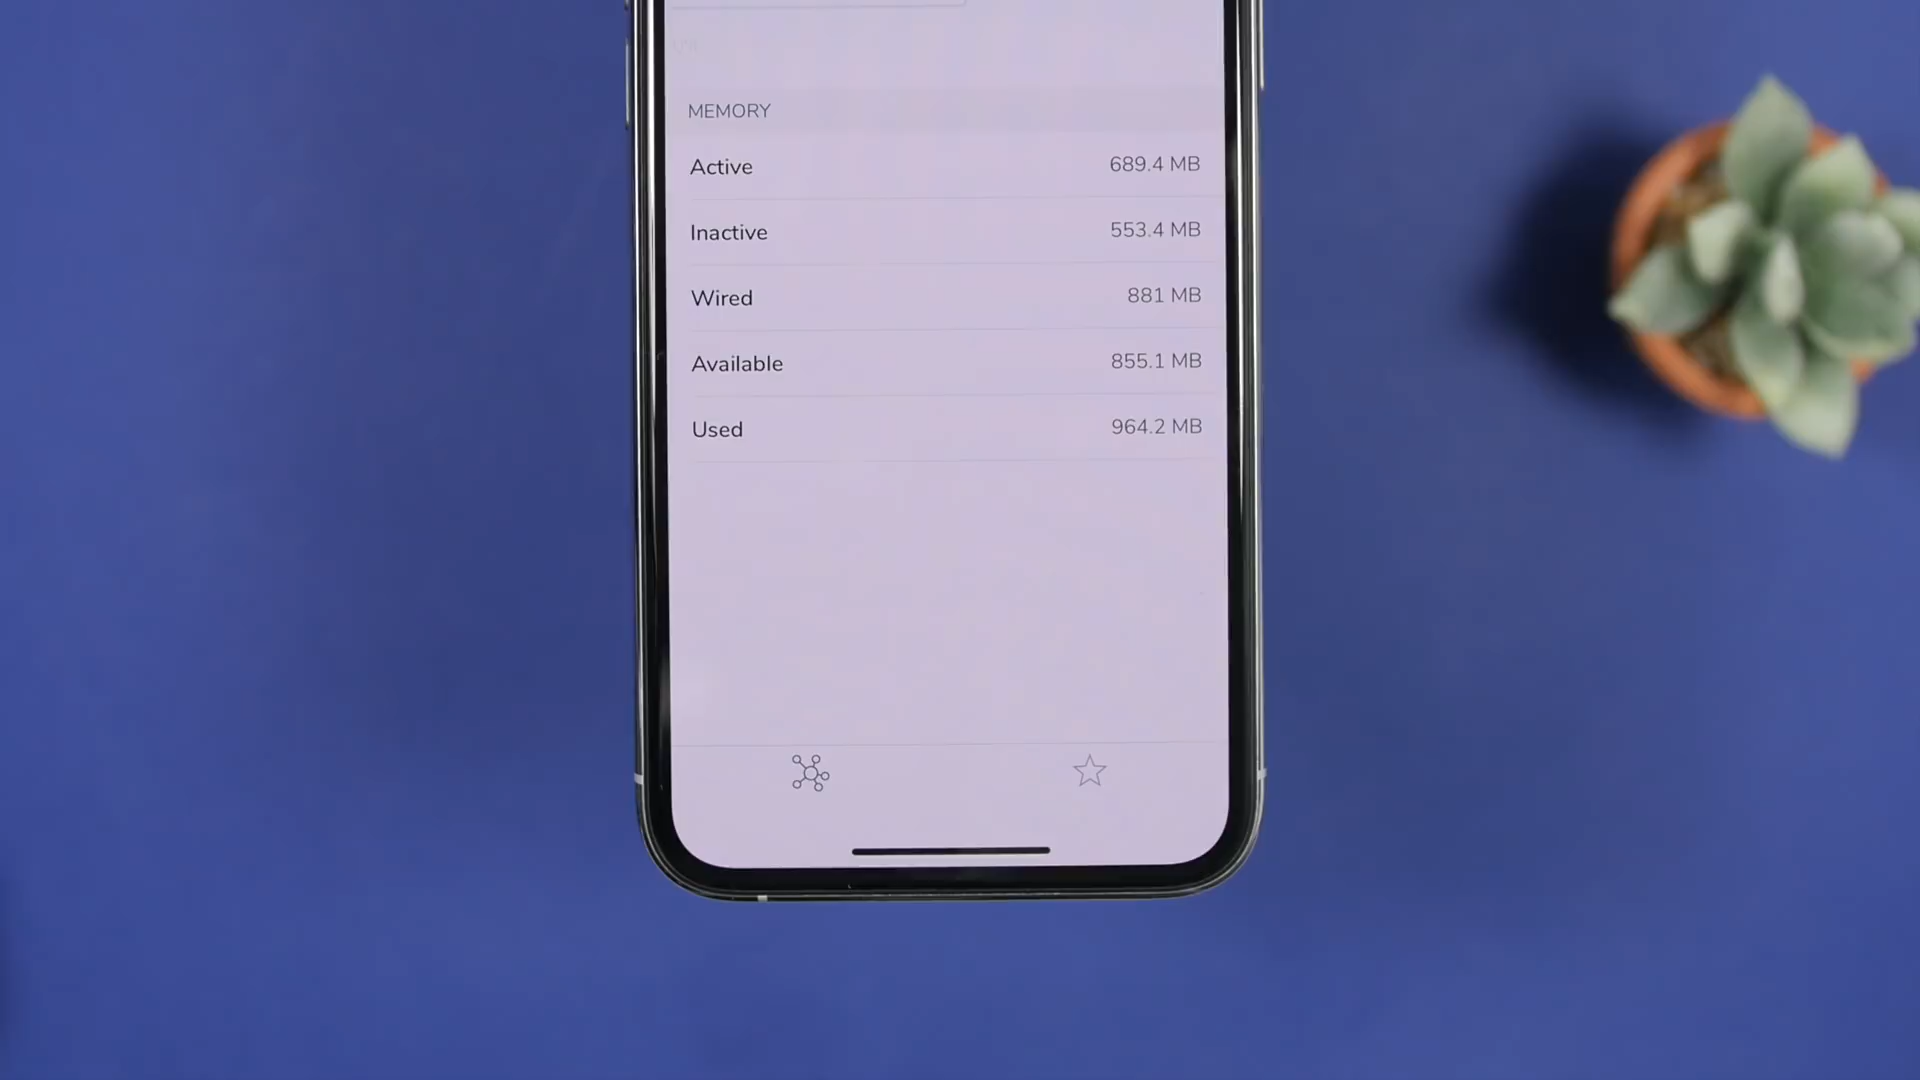 MEMORY
Active 689.4 MB
Inactive 553.4 MB
Wired 881 MB
Available 855.1 MB
Used 964.2 MB